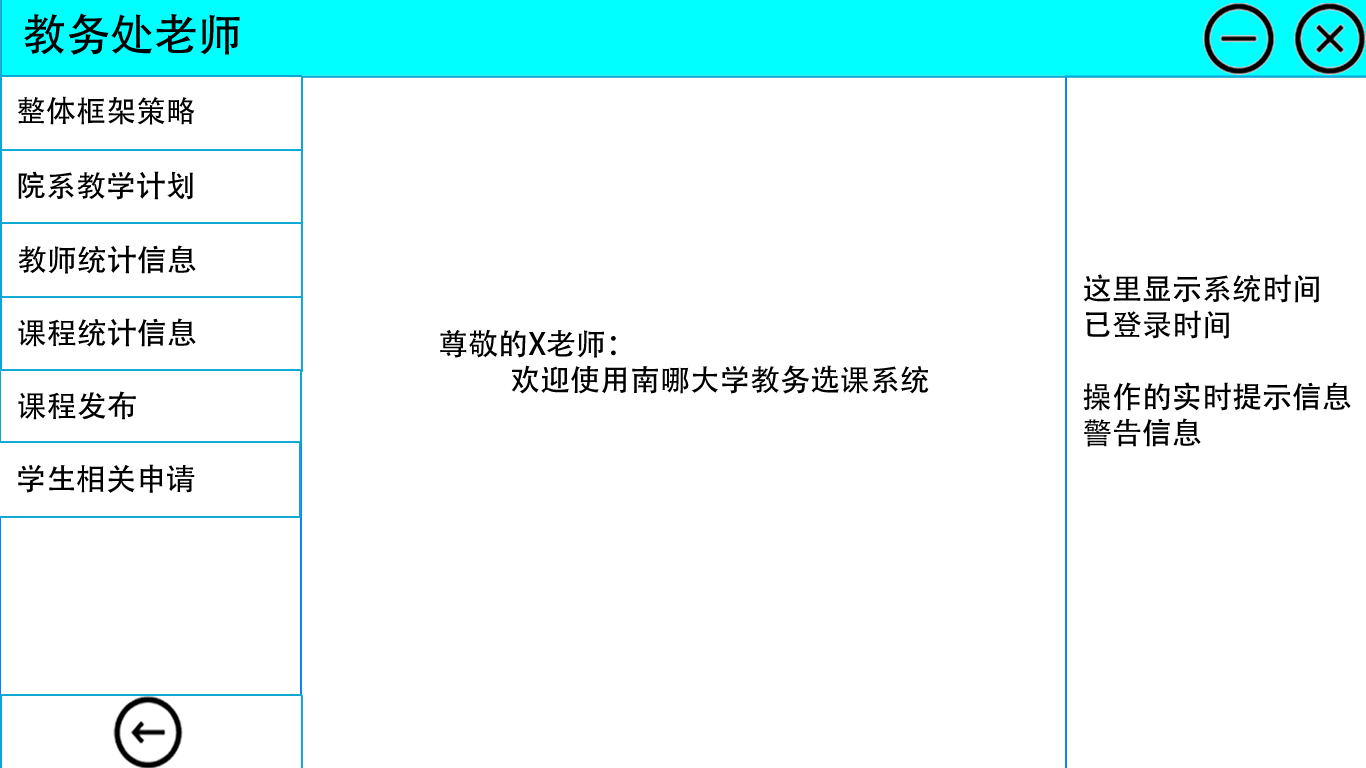 教务处老师
整体框架策略
院系教学计划
教师统计信息
课程统计信息
课程发布
学生相关申请
尊敬的X老师：
欢迎使用南哪大学教务选课系统
这里显示系统时间
已登录时间
操作的实时提示信息
警告信息